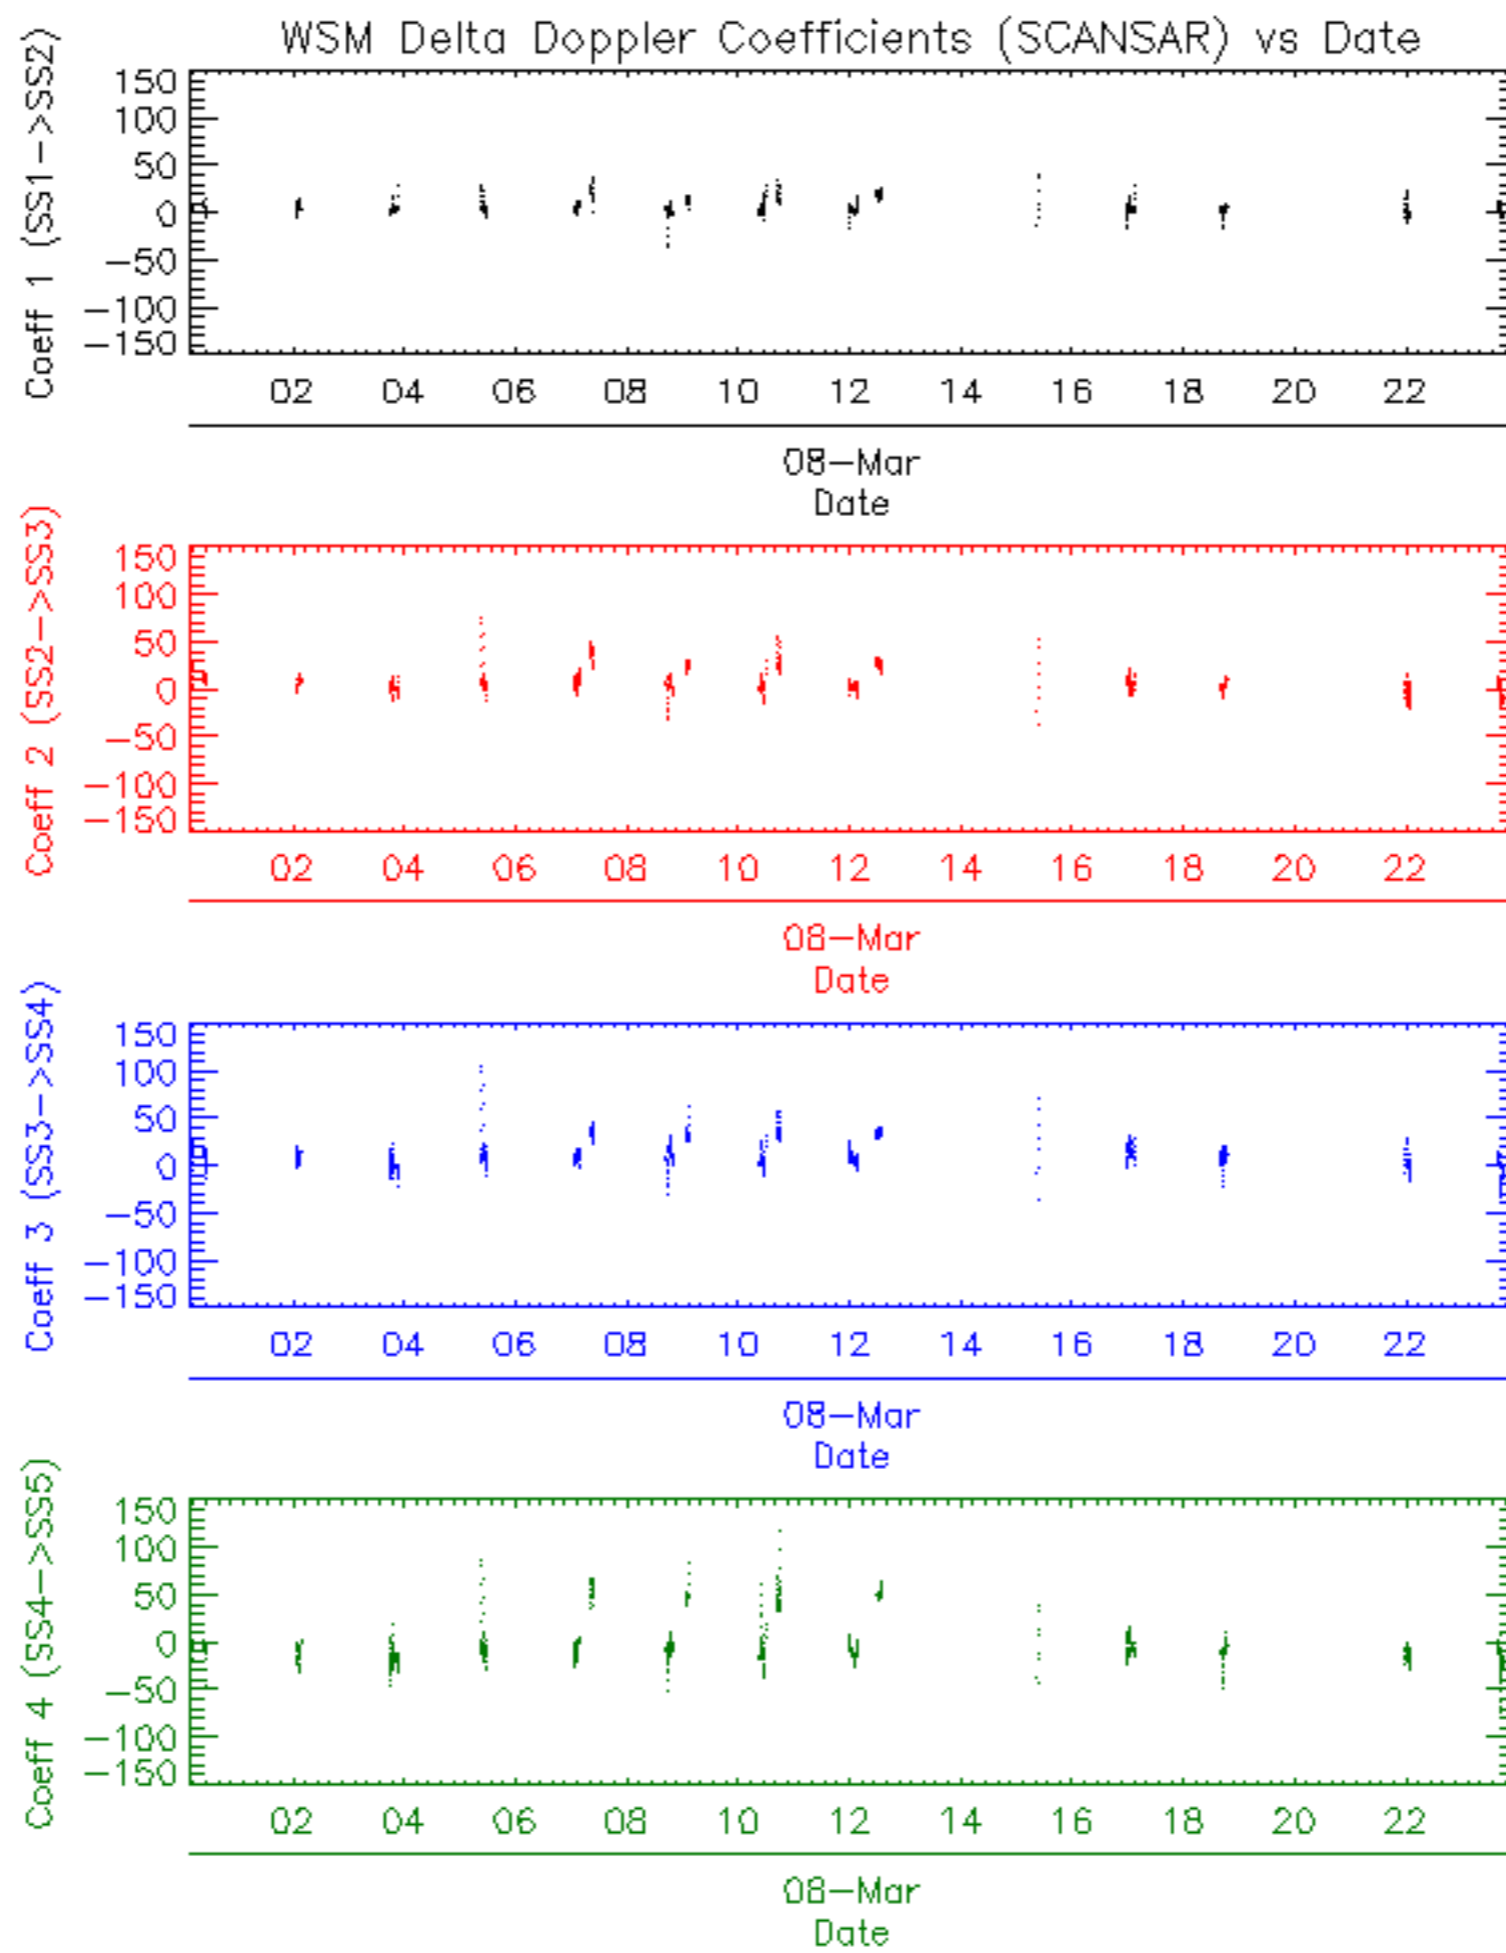 WSM Delta Doppler Coefficients (SCANSAR) vs Date
Coeff 1 (SS1->SS2)
150
100
50
0
-50
-100
-150
02 04 06 08 10 12 14 16 18 20 22
08-Mar
Date
Coeff 2 (SS2->SS3)
150
100
50
0
-50
-100
-150
02 04 06 08 10 12 14 16 18 20 22
08-Mar
Date
Coeff 3 (SS3->SS4)
150
100
50
0
-50
-100
-150
02 04 06 08 10 12 14 16 18 20 22
08-Mar
Date
Coeff 4 (SS4->SS5)
150
100
50
0
-50
-100
-150
02 04 06 08 10 12 14 16 18 20 22
08-Mar
Date